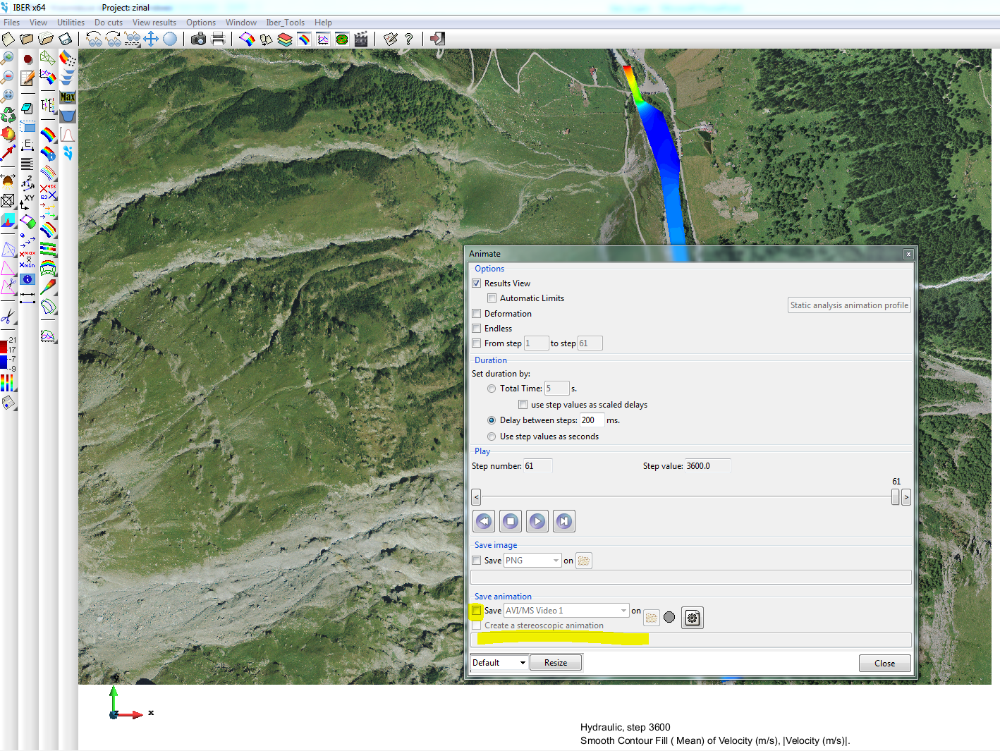 IBER x64 Project: zinal
Files View Utilities Do cuts View results Options Window Iber_Tools Help
Max
E
XY
21
17
-7
-9
Animate
x
Options
Results View
Automatic Limits
Static analysis animation profile
Deformation
Endless
From step 1 to step 61
Duration
Set duration by:
Total Time: 5 s.
use step values as scaled delays
Delay between steps: 200 ms.
Use step values as seconds
Play
Step number: 61 Step value: 3600.0
61
< >
Save image
Save PNG on
Save animation
Save AVI/MS Video 1 on
Create a stereoscopic animation
Default Resize Close
z x
Hydraulic, step 3600
Smooth Contour Fill ( Mean) of Velocity (m/s), |Velocity (m/s)|.